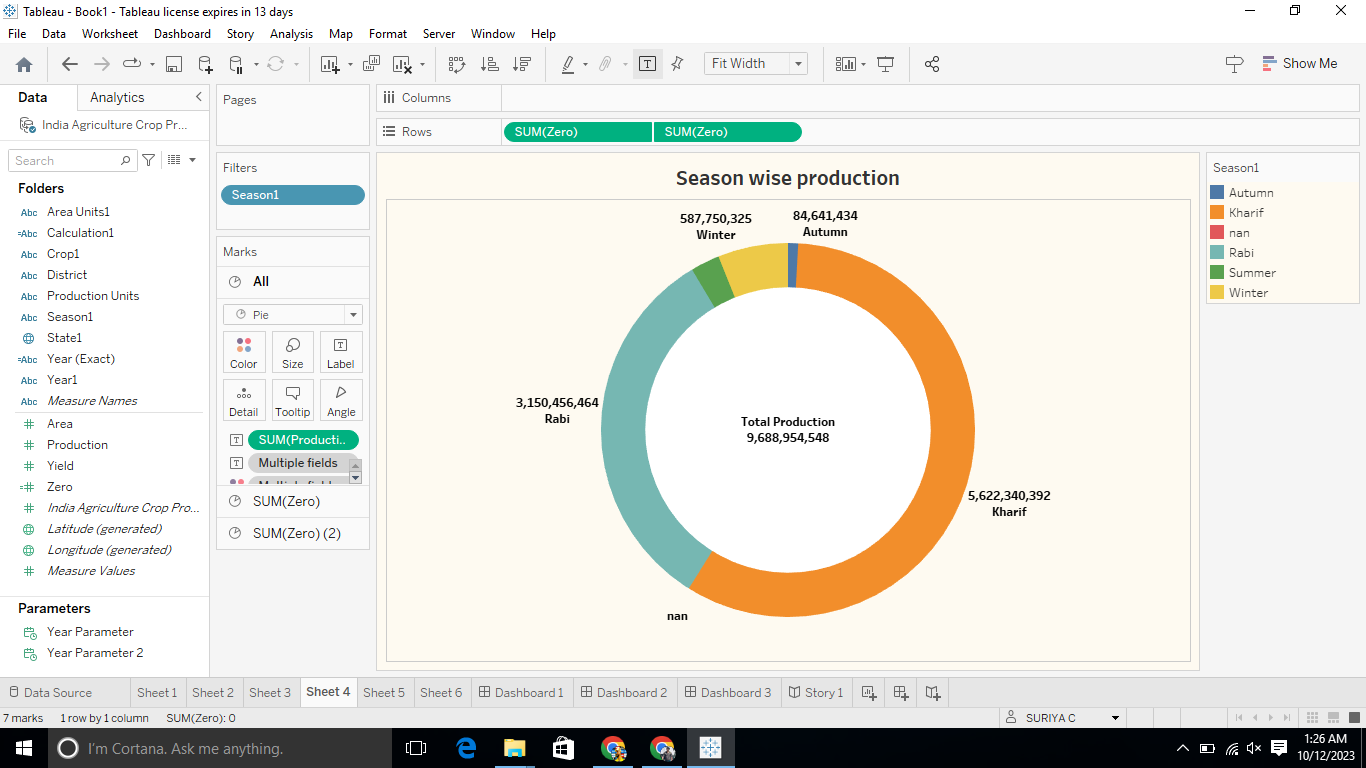 Tableau - Book1 - Tableau license expires in 13 days
File Data Worksheet Dashboard Story Analysis Map Format Server Window Help
Fit Width
Show Me
Data Analytics
India Agriculture Crop Pr...
Search
Folders
Abc Area Units1
=Abc Calculation1
Abc Crop1
Abc District
Abc Production Units
Abc Season1
State1
=Abc Year (Exact)
Abc Year1
Abc Measure Names
# Area
# Production
# Yield
=# Zero
# India Agriculture Crop Pro...
Latitude (generated)
Longitude (generated)
# Measure Values
Parameters
Year Parameter
Year Parameter 2
Pages
Filters
Season1
Marks
All
Pie
Color Size Label
Detail Tooltip Angle
SUM(Producti..
Multiple fields
SUM(Zero)
SUM(Zero) (2)
Columns
Rows SUM(Zero) SUM(Zero)
Season wise production
587,750,325
Winter
84,641,434
Autumn
3,150,456,464
Rabi
Total Production
9,688,954,548
5,622,340,392
Kharif
nan
Season1
Autumn
Kharif
nan
Rabi
Summer
Winter
Data Source Sheet 1 Sheet 2 Sheet 3 Sheet 4 Sheet 5 Sheet 6 Dashboard 1 Dashboard 2 Dashboard 3 Story 1
7 marks 1 row by 1 column SUM(Zero): 0 SURIYA C
I'm Cortana. Ask me anything.
1:26 AM
10/12/2023